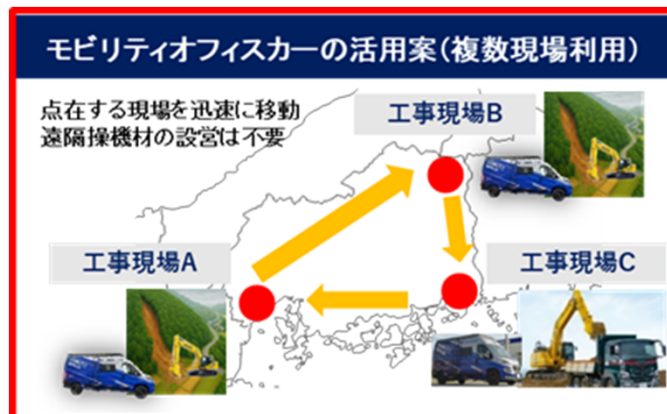 モビリティオフィスカーの活用案(複数現場利用)
点在する現場を迅速に移動
遠隔操機材の設営は不要
工事現場B
工事現場A
工事現場C